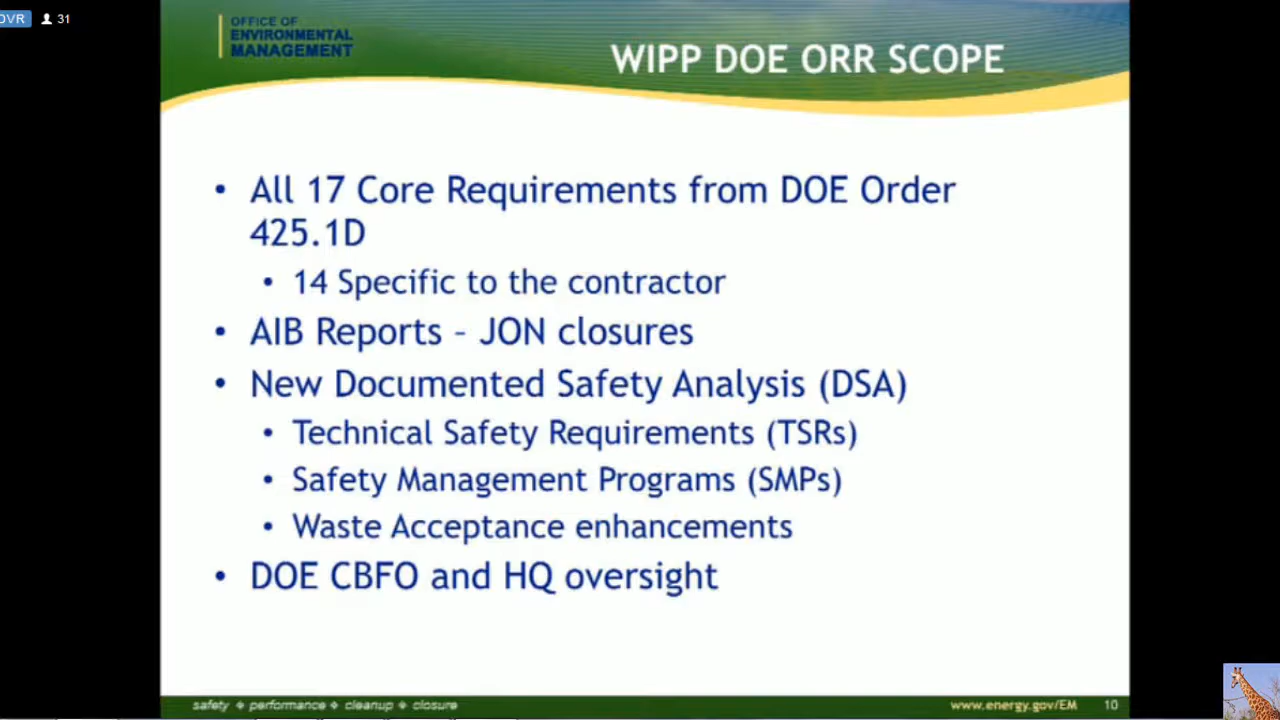 OVR 31
OFFICE OF
ENVIRONMENTAL
MANAGEMENT
WIPP DOE ORR SCOPE
• All 17 Core Requirements from DOE Order
425.1D
• 14 Specific to the contractor
• AIB Reports – JON closures
• New Documented Safety Analysis (DSA)
• Technical Safety Requirements (TSRs)
• Safety Management Programs (SMPs)
• Waste Acceptance enhancements
• DOE CBFO and HQ oversight
safety ❖ performance ❖ cleanup ❖ closure
www.energy.gov/EM 10